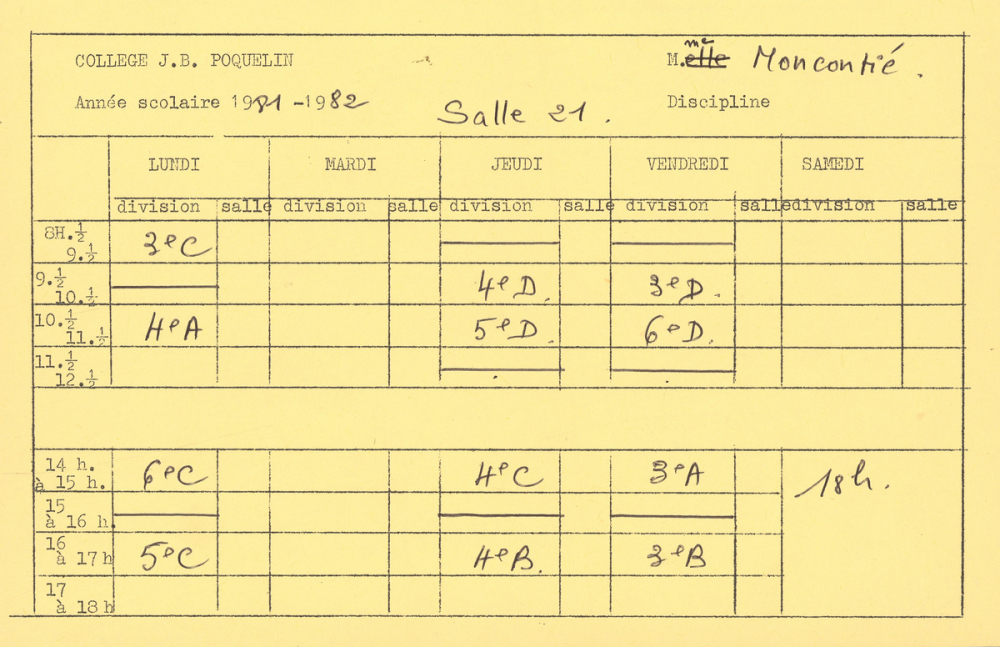 COLLEGE J.B. POQUELIN
M.me elle Moncontié.
Année scolaire 1981-1982
Salle 21.
Discipline
LUNDI MARDI JEUDI VENDREDI SAMEDI
division salle division salle division salle division salle division salle
8H.½ 9.½ 3eC
9.½ 10.½ 4eD. 3eD.
10.½ 11.½ 4eA 5eD. 6eD.
11.½ 12.½
14 h. à 15 h. 6eC 4eC 3eA 18h.
15 à 16 h.
16 à 17h 5eC 4eB. 3eB
17 à 18h